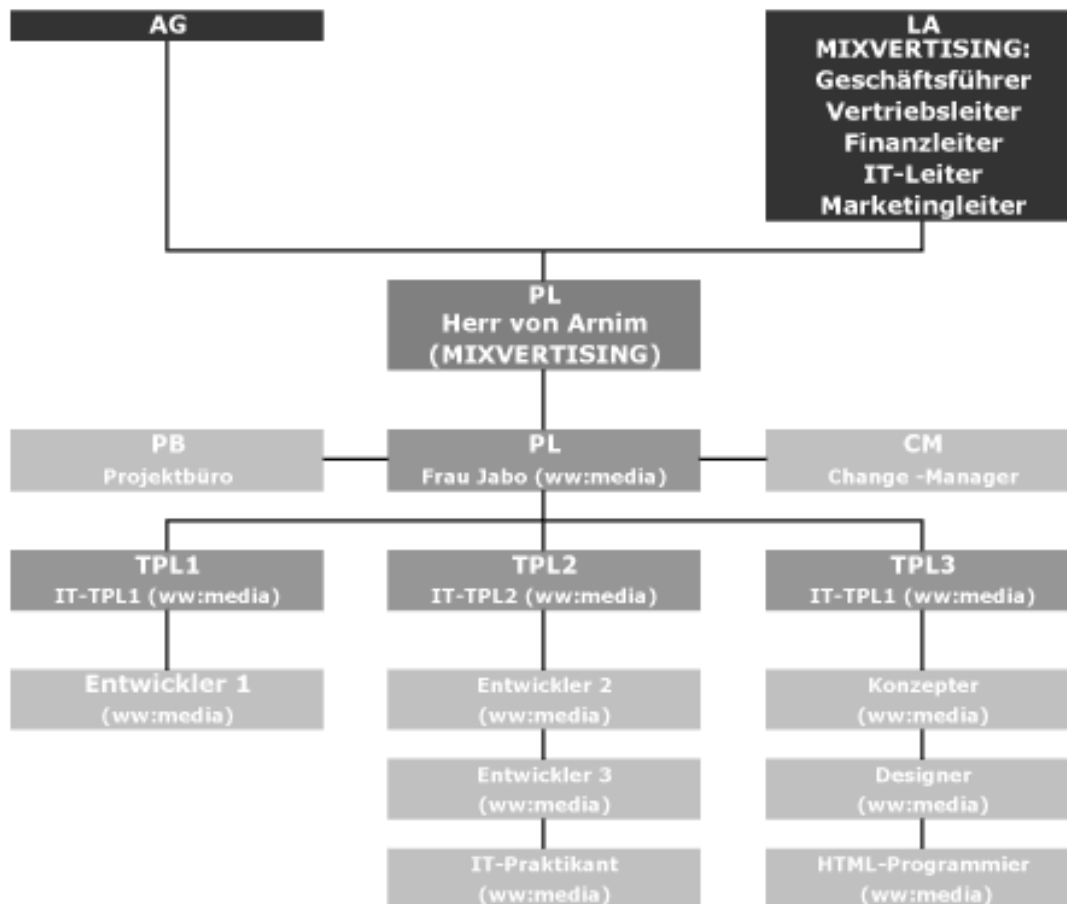 AG
LA
MIXVERTISING:
Geschäftsführer
Vertriebsleiter
Finanzleiter
IT-Leiter
Marketingleiter
PL
Herr von Arnim
(MIXVERTISING)
PB
Projektbüro
PL
Frau Jabo (ww:media)
CM
Change -Manager
TPL1
IT-TPL1 (ww:media)
TPL2
IT-TPL2 (ww:media)
TPL3
IT-TPL1 (ww:media)
Entwickler 1
(ww:media)
Entwickler 2
(ww:media)
Konzepter
(ww:media)
Entwickler 3
(ww:media)
Designer
(ww:media)
IT-Praktikant
(ww:media)
HTML-Programmier
(ww:media)